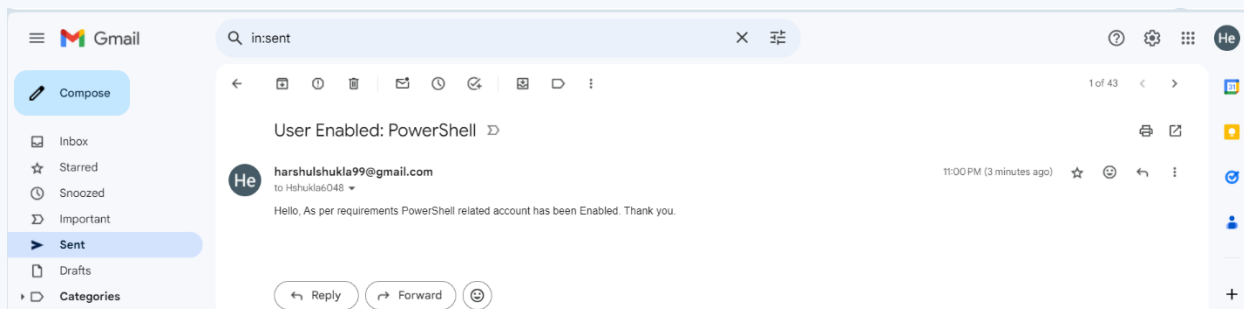 Gmail
in:sent
He
Compose
1 of 43
31
User Enabled: PowerShell
Inbox
Starred
He
harshulshukla99@gmail.com
11:00 PM (3 minutes ago)
to Hshukla6048
Snoozed
Hello, As per requirements PowerShell related account has been Enabled. Thank you.
Important
Sent
Drafts
Categories
Reply
Forward